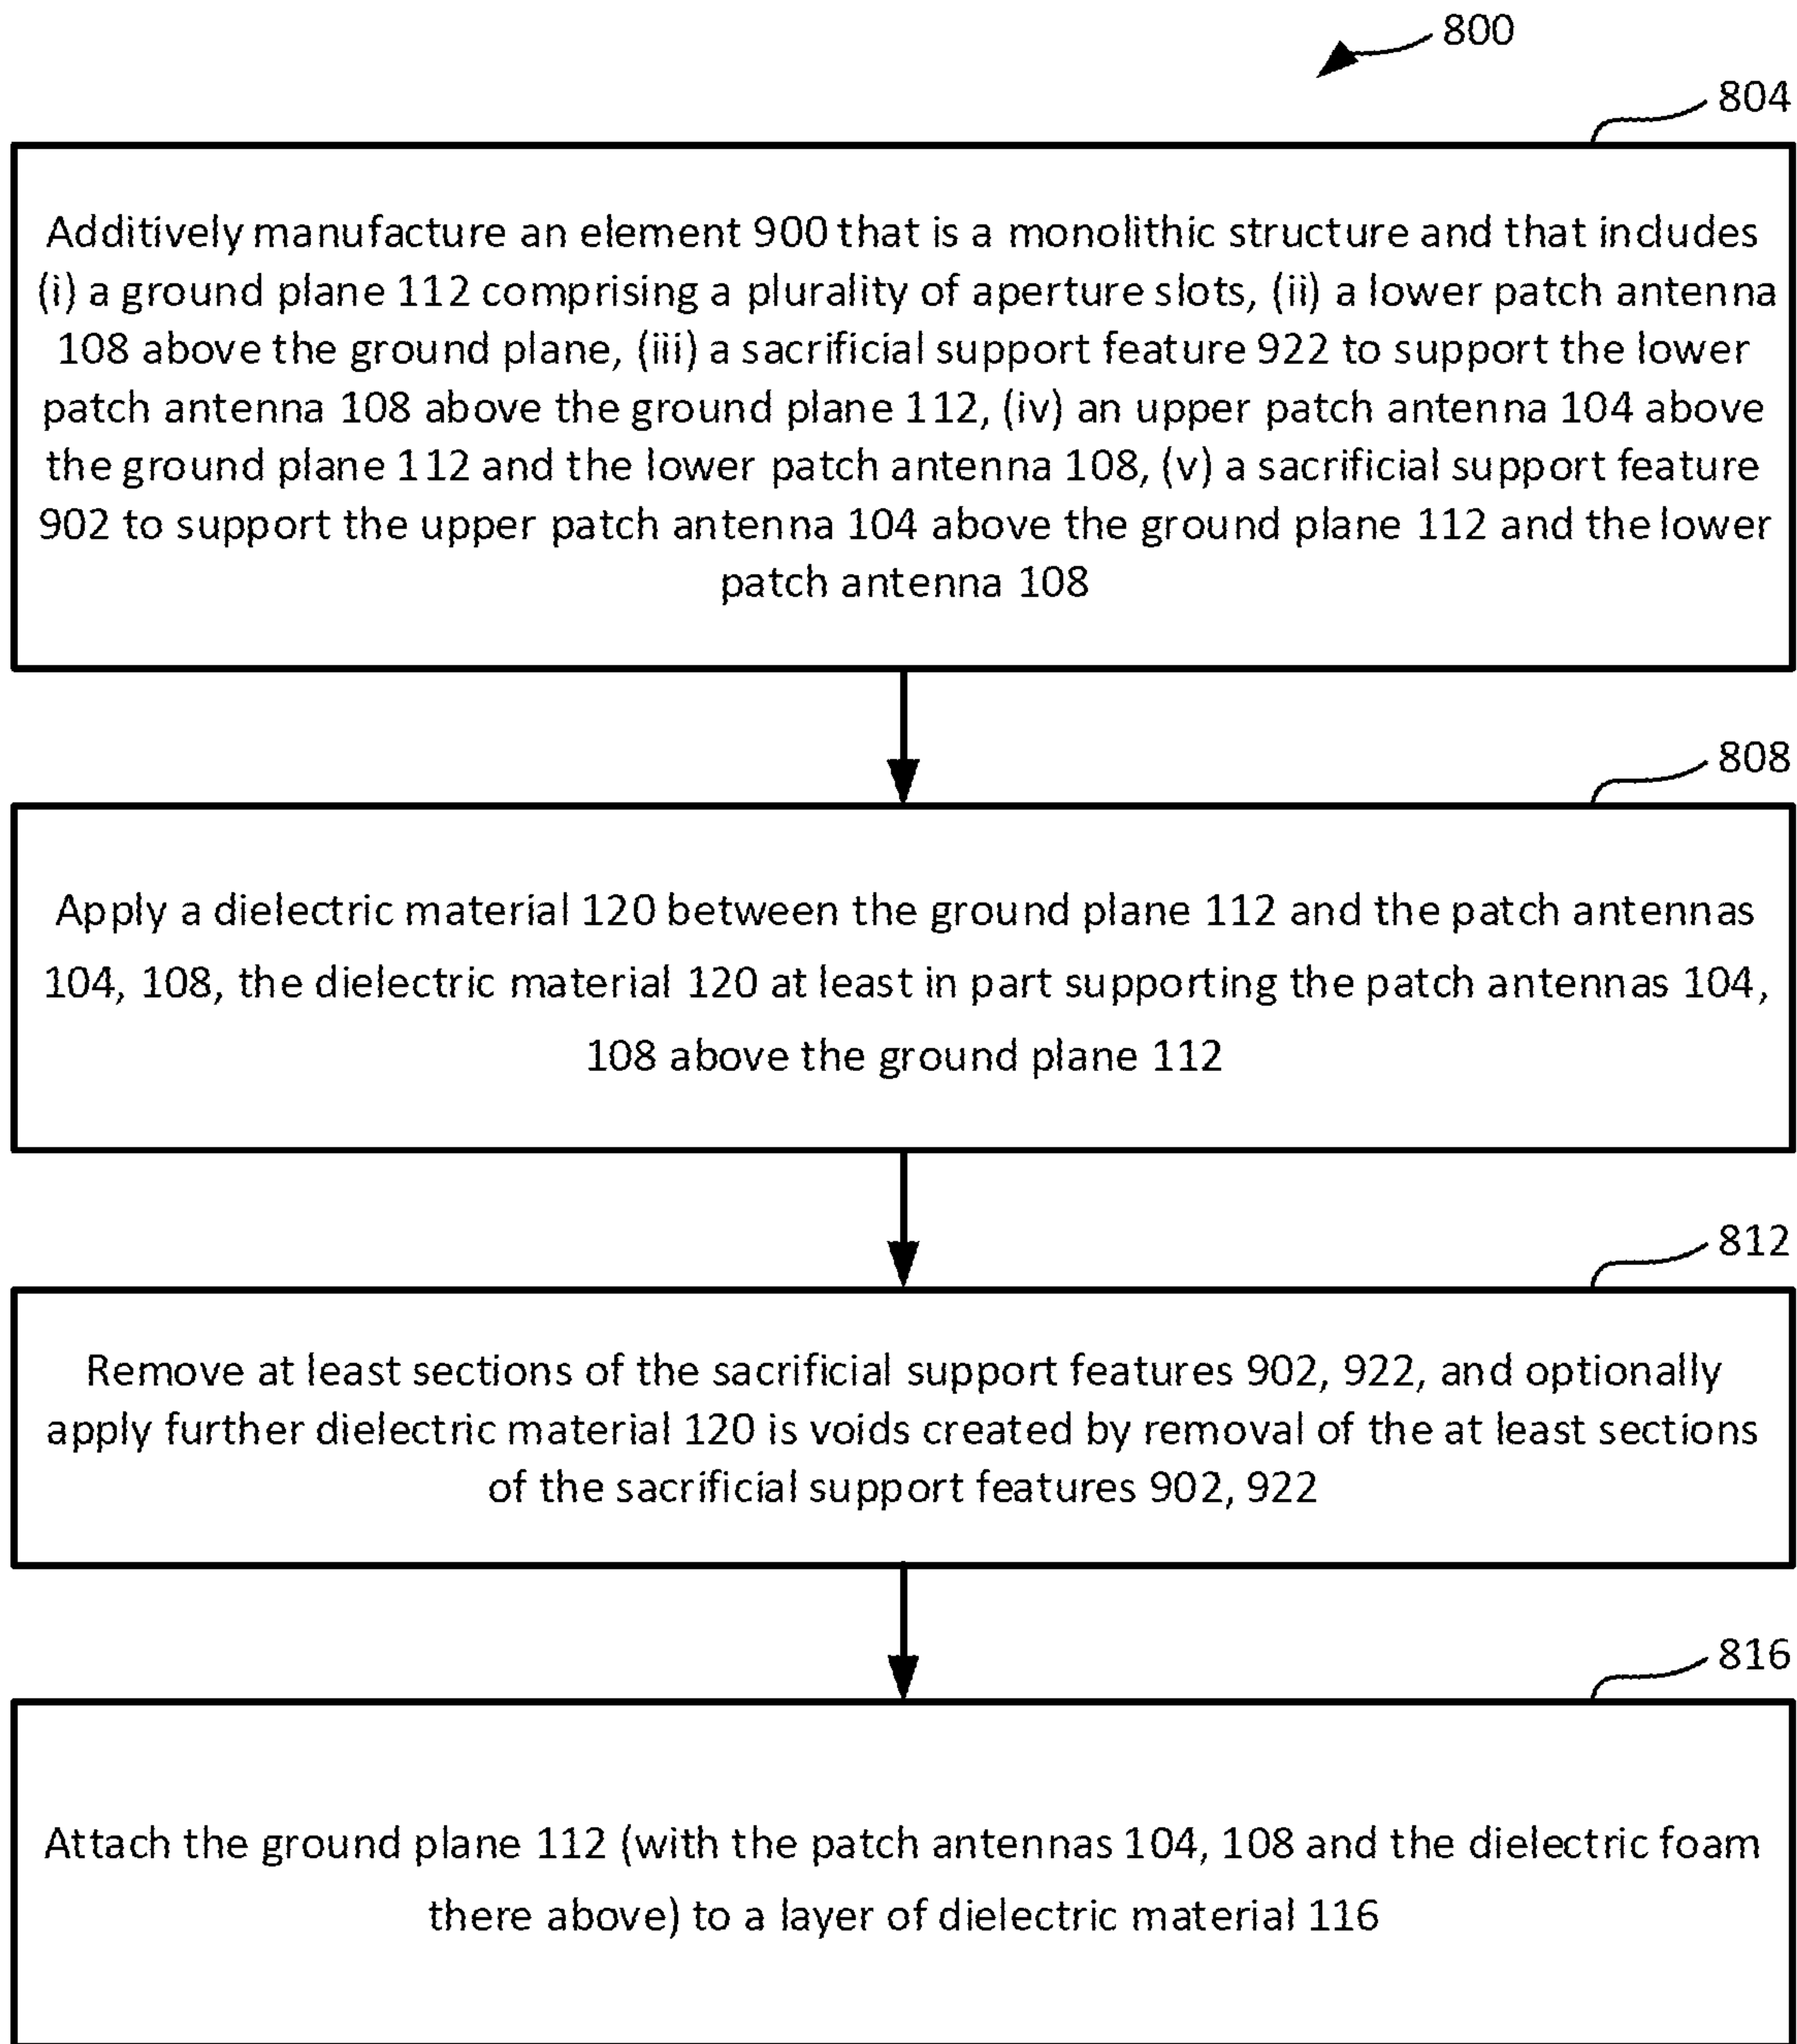 800
804
Additively manufacture an element 900 that is a monolithic structure and that includes
(i) a ground plane 112 comprising a plurality of aperture slots, (ii) a lower patch antenna
108 above the ground plane, (iii) a sacrificial support feature 922 to support the lower
patch antenna 108 above the ground plane 112, (iv) an upper patch antenna 104 above
the ground plane 112 and the lower patch antenna 108, (v) a sacrificial support feature
902 to support the upper patch antenna 104 above the ground plane 112 and the lower
patch antenna 108
808
Apply a dielectric material 120 between the ground plane 112 and the patch antennas
104, 108, the dielectric material 120 at least in part supporting the patch antennas 104,
108 above the ground plane 112
812
Remove at least sections of the sacrificial support features 902, 922, and optionally
apply further dielectric material 120 is voids created by removal of the at least sections
of the sacrificial support features 902, 922
816
Attach the ground plane 112 (with the patch antennas 104, 108 and the dielectric foam
there above) to a layer of dielectric material 116